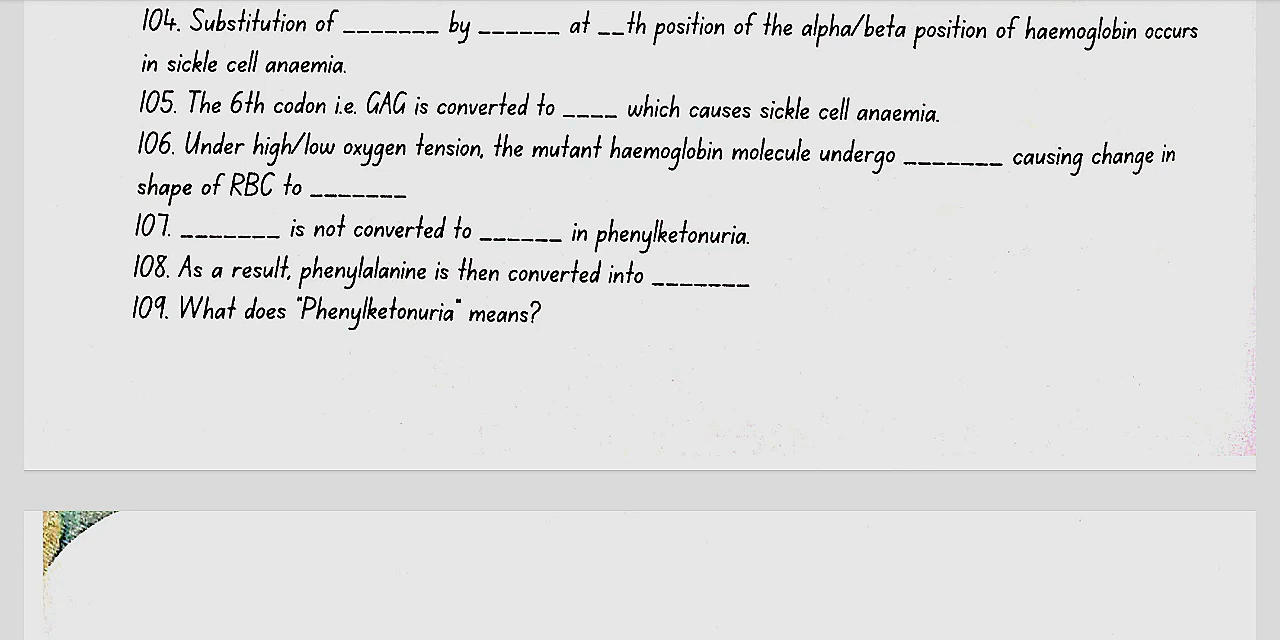 104. Substitution of _______ by ______ at __th position of the alpha/beta position of haemoglobin occurs
in sickle cell anaemia.
105. The 6th codon i.e. GAG is converted to ____ which causes sickle cell anaemia.
106. Under high/low oxygen tension, the mutant haemoglobin molecule undergo _______ causing change in
shape of RBC to _______
107. _______ is not converted to ______ in phenylketonuria.
108. As a result, phenylalanine is then converted into _______
109. What does "Phenylketonuria" means?